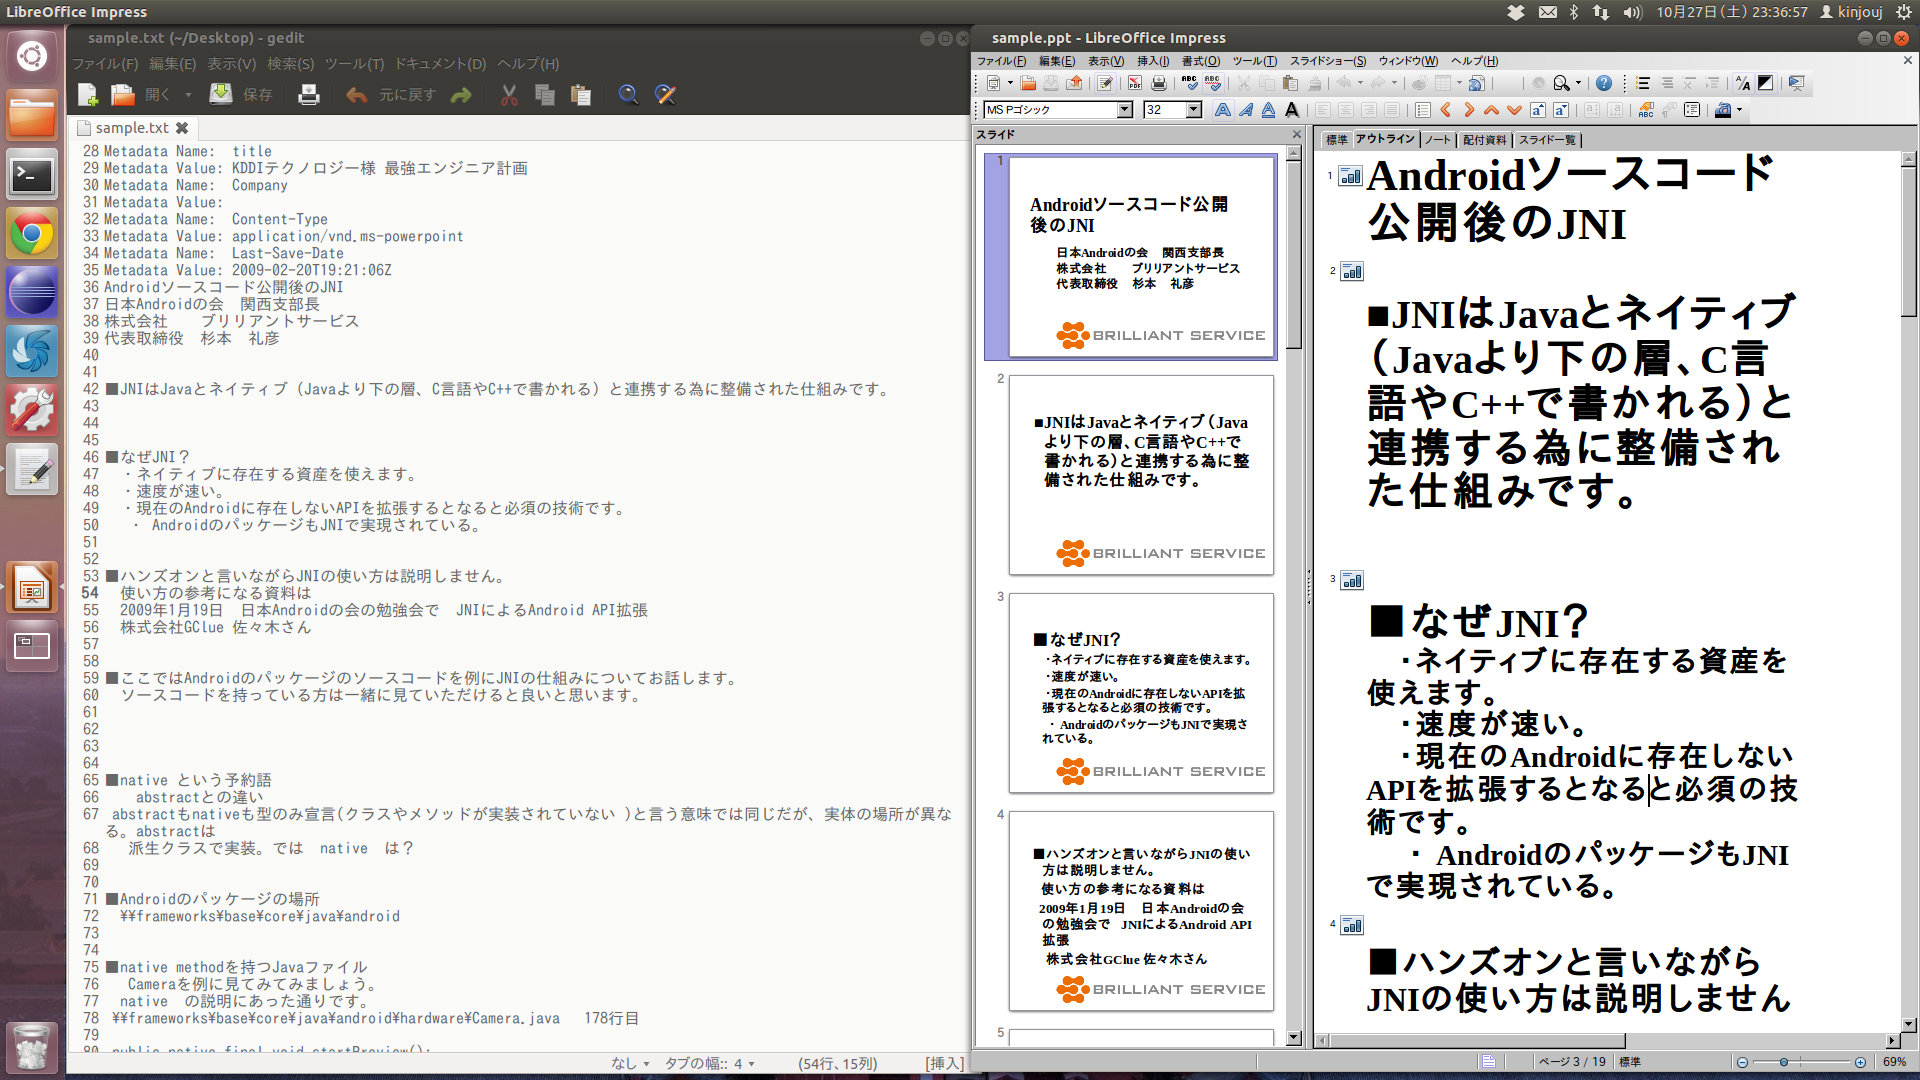 LibreOffice Impress
10月27日(土) 23:36:57
kinjouj
sample.txt (~/Desktop) - gedit
ファイル(F) 編集(E) 表示(V) 検索(S) ツール(T) ドキュメント(D) ヘルプ(H)
開く 保存 元に戻す
sample.txt
28 Metadata Name:  title
29 Metadata Value: KDDIテクノロジー様 最強エンジニア計画
30 Metadata Name:  Company
31 Metadata Value:
32 Metadata Name:  Content-Type
33 Metadata Value: application/vnd.ms-powerpoint
34 Metadata Name:  Last-Save-Date
35 Metadata Value: 2009-02-20T19:21:06Z
36 Androidソースコード公開後のJNI
37 日本Androidの会　関西支部長
38 株式会社　　ブリリアントサービス
39 代表取締役　杉本　礼彦
40
41
42 ■JNIはJavaとネイティブ（Javaより下の層、C言語やC++で書かれる）と連携する為に整備された仕組みです。
43
44
45
46 ■なぜJNI？
47 ・ネイティブに存在する資産を使えます。
48 ・速度が速い。
49 ・現在のAndroidに存在しないAPIを拡張するとなると必須の技術です。
50 ・ AndroidのパッケージもJNIで実現されている。
51
52
53 ■ハンズオンと言いながらJNIの使い方は説明しません。
54 使い方の参考になる資料は
55 2009年1月19日　日本Androidの会の勉強会で　JNIによるAndroid API拡張
56 株式会社GClue 佐々木さん
57
58
59 ■ここではAndroidのパッケージのソースコードを例にJNIの仕組みについてお話します。
60 ソースコードを持っている方は一緒に見ていただけると良いと思います。
61
62
63
64
65 ■native という予約語
66 abstractとの違い
67 abstractもnativeも型のみ宣言(クラスやメソッドが実装されていない )と言う意味では同じだが、実体の場所が異な
る。abstractは
68 派生クラスで実装。では　native　は？
69
70
71 ■Androidのパッケージの場所
72 ¥¥frameworks¥base¥core¥java¥android
73
74
75 ■native methodを持つJavaファイル
76 Cameraを例に見てみてみましょう。
77 native　の説明にあった通りです。
78 ¥¥frameworks¥base¥core¥java¥android¥hardware¥Camera.java　178行目
79
80 public native final void startPreview();
なし タブの幅:: 4 (54行、15列) [挿入]
sample.ppt - LibreOffice Impress
ファイル(F) 編集(E) 表示(V) 挿入(I) 書式(O) ツール(T) スライドショー(S) ウィンドウ(W) ヘルプ(H)
MS Pゴシック 32
スライド
1
Androidソースコード公開
後のJNI
日本Androidの会　関西支部長
株式会社　　ブリリアントサービス
代表取締役　杉本　礼彦
BRILLIANT SERVICE
2
■JNIはJavaとネイティブ（Java
より下の層、C言語やC++で
書かれる）と連携する為に整
備された仕組みです。
BRILLIANT SERVICE
3
■なぜJNI？
・ネイティブに存在する資産を使えます。
・速度が速い。
・現在のAndroidに存在しないAPIを拡
張するとなると必須の技術です。
・ AndroidのパッケージもJNIで実現さ
れている。
BRILLIANT SERVICE
4
■ハンズオンと言いながらJNIの使い
方は説明しません。
使い方の参考になる資料は
2009年1月19日　日本Androidの会
の勉強会で　JNIによるAndroid API
拡張
株式会社GClue 佐々木さん
BRILLIANT SERVICE
5
標準 アウトライン ノート 配付資料 スライド一覧
1 Androidソースコード
公開後のJNI
2
■JNIはJavaとネイティブ
（Javaより下の層、C言
語やC++で書かれる）と
連携する為に整備され
た仕組みです。
3
■なぜJNI？
・ネイティブに存在する資産を
使えます。
・速度が速い。
・現在のAndroidに存在しない
APIを拡張するとなると必須の技
術です。
・ AndroidのパッケージもJNI
で実現されている。
4
■ハンズオンと言いながら
JNIの使い方は説明しません
ページ 3 / 19 標準 69%